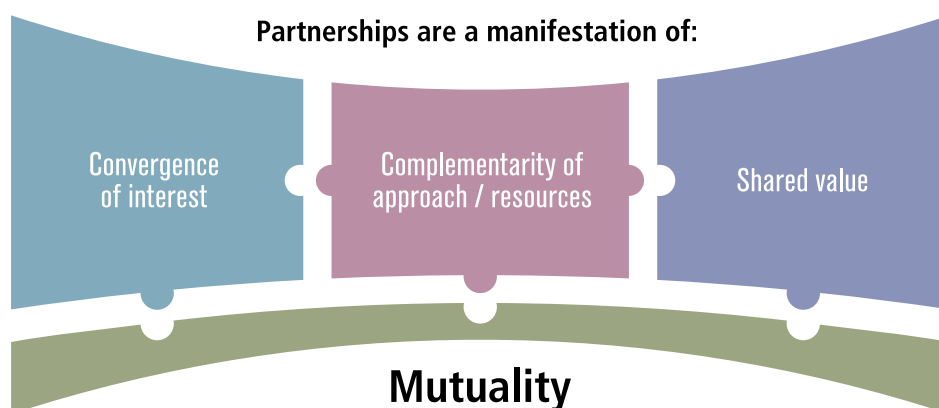 Partnerships are a manifestation of:
Convergence
of interest
Complementarity of
approach / resources
Shared value
Mutuality